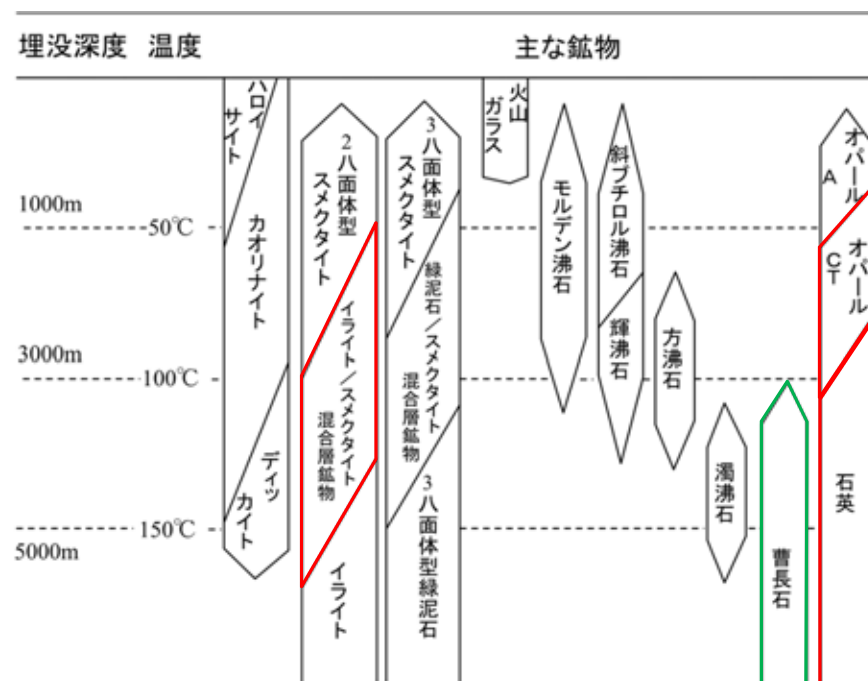 埋没深度 温度 主な鉱物
1000m
3000m
5000m
50℃
100℃
150℃
ハロイ
サイト
カオリナイト
ディッ
カイト
2八面体型
スメクタイト
イライト/スメクタイト
混合層鉱物
イライト
3八面体型
スメクタイト
緑泥石/スメクタイト
混合層鉱物
3八面体型緑泥石
火山
ガラス
モルデン沸石
斜プチロル沸石
輝沸石
方沸石
濁沸石
曹長石
オパール
A
オパール
CT
石英